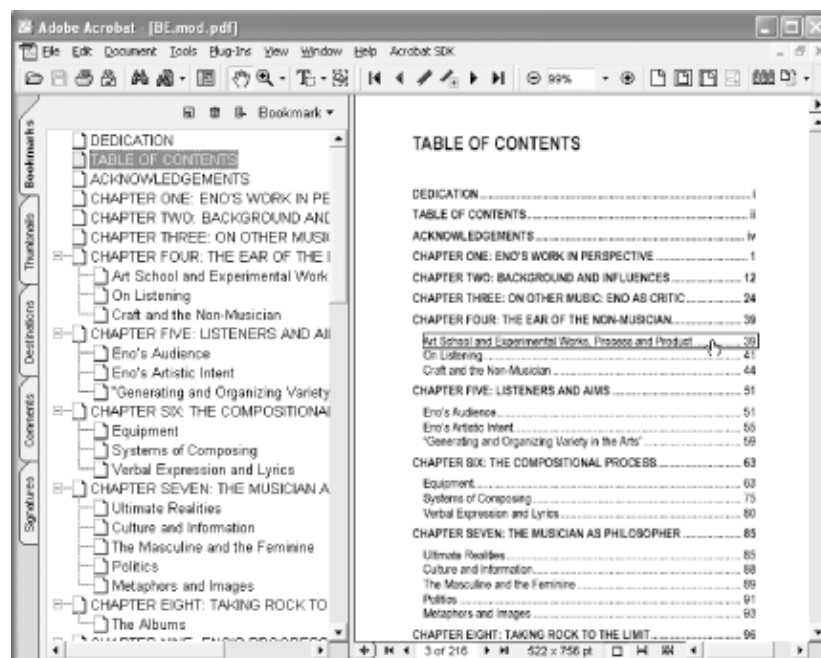 Adobe Acrobat - [BE.mod.pdf]
File Edit Document Tools Plug-Ins View Window Help Acrobat SDK
99%
Bookmark
Bookmarks
Thumbnails
Destinations
Comments
Signatures
DEDICATION
TABLE OF CONTENTS
ACKNOWLEDGEMENTS
CHAPTER ONE: ENO'S WORK IN PE
CHAPTER TWO: BACKGROUND AND
CHAPTER THREE: ON OTHER MUSI
CHAPTER FOUR: THE EAR OF THE
Art School and Experimental Work
On Listening
Craft and the Non-Musician
CHAPTER FIVE: LISTENERS AND AI
Eno's Audience
Eno's Artistic Intent
"Generating and Organizing Variety
CHAPTER SIX: THE COMPOSITIONAL
Equipment
Systems of Composing
Verbal Expression and Lyrics
CHAPTER SEVEN: THE MUSICIAN A
Ultimate Realities
Culture and Information
The Masculine and the Feminine
Politics
Metaphors and Images
CHAPTER EIGHT: TAKING ROCK TO
The Albums
CHAPTER NINE: ENO'S PROGRESS
TABLE OF CONTENTS
DEDICATION i
TABLE OF CONTENTS ii
ACKNOWLEDGEMENTS iv
CHAPTER ONE: ENO'S WORK IN PERSPECTIVE 1
CHAPTER TWO: BACKGROUND AND INFLUENCES 12
CHAPTER THREE: ON OTHER MUSIC: ENO AS CRITIC 24
CHAPTER FOUR: THE EAR OF THE NON-MUSICIAN 39
Art School and Experimental Works, Process and Product 39
On Listening 41
Craft and the Non-Musician 44
CHAPTER FIVE: LISTENERS AND AIMS 51
Eno's Audience 51
Eno's Artistic Intent 55
"Generating and Organizing Variety in the Arts" 59
CHAPTER SIX: THE COMPOSITIONAL PROCESS 63
Equipment 63
Systems of Composing 75
Verbal Expression and Lyrics 80
CHAPTER SEVEN: THE MUSICIAN AS PHILOSOPHER 85
Ultimate Realities 85
Culture and Information 88
The Masculine and the Feminine 89
Politics 91
Metaphors and Images 93
CHAPTER EIGHT: TAKING ROCK TO THE LIMIT 96
3 of 216 522 x 756 pt